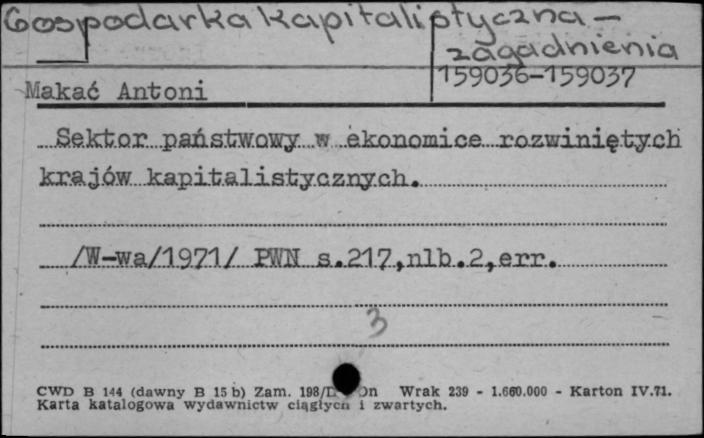 Gospodarka kapitalistyczna -
zagadnienia
159036-159037
Makać Antoni
Sektor państwowy w ekonomice rozwiniętych
krajów kapitalistycznych.
/W-wa/1971/ PWN s.217,nlb.2,err.
3
CWD B 144 (dawny B 15 b) Zam. 198/ On Wrak 239 - 1.660.000 - Karton IV.71.
Karta katalogowa wydawnictw ciągłych i zwartych.